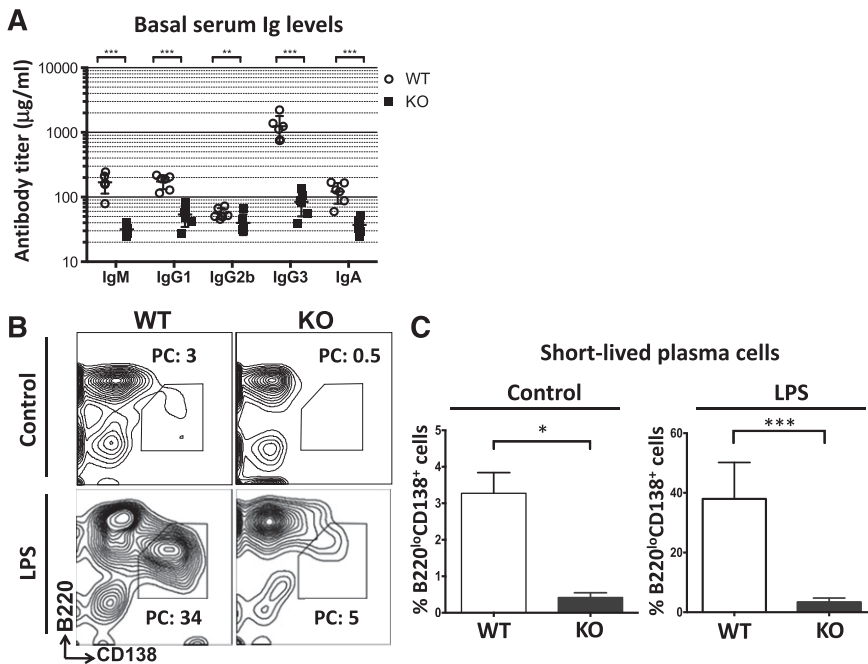 A
Basal serum Ig levels
*** *** ** *** ***
Antibody titer (μg/ml)
10000
1000
100
10
IgM IgG1 IgG2b IgG3 IgA
WT
KO
B
WT KO
Control
PC: 3
PC: 0.5
LPS
PC: 34
PC: 5
B220
CD138
C
Short-lived plasma cells
Control
LPS
% B220loCD138+ cells
5
4
3
2
1
0
*
WT KO
% B220loCD138+ cells
60
40
20
0
***
WT KO